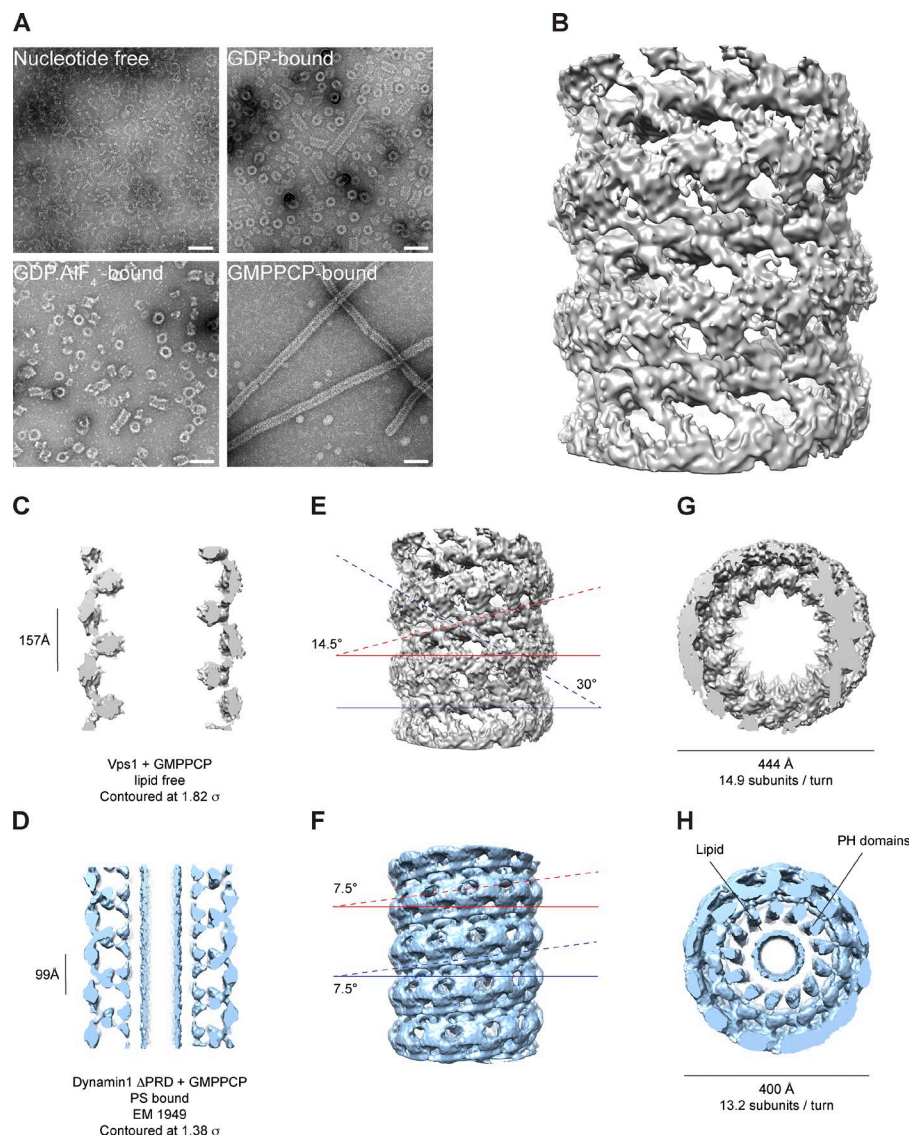 A
B
Nucleotide free
GDP-bound
GDP.AlF4--bound
GMPPCP-bound
C
E
G
157Å
14.5°
30°
Vps1 + GMPPCP
lipid free
Contoured at 1.82 σ
444 Å
14.9 subunits / turn
D
F
H
Lipid
PH domains
99Å
7.5°
7.5°
Dynamin1 ΔPRD + GMPPCP
PS bound
EM 1949
Contoured at 1.38 σ
400 Å
13.2 subunits / turn